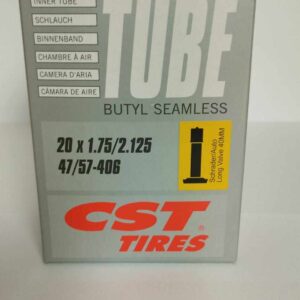 INNER TUBE
SCHLAUCH
BINNENBAND
CHAMBRE À AIR
CAMERA D'ARIA
CÂMARA DE AIRE
TUBE
BUTYL SEAMLESS
20 x 1.75/2.125
47/57-406
Schrader/Auto
Long Valve 40MM
CST
TIRES